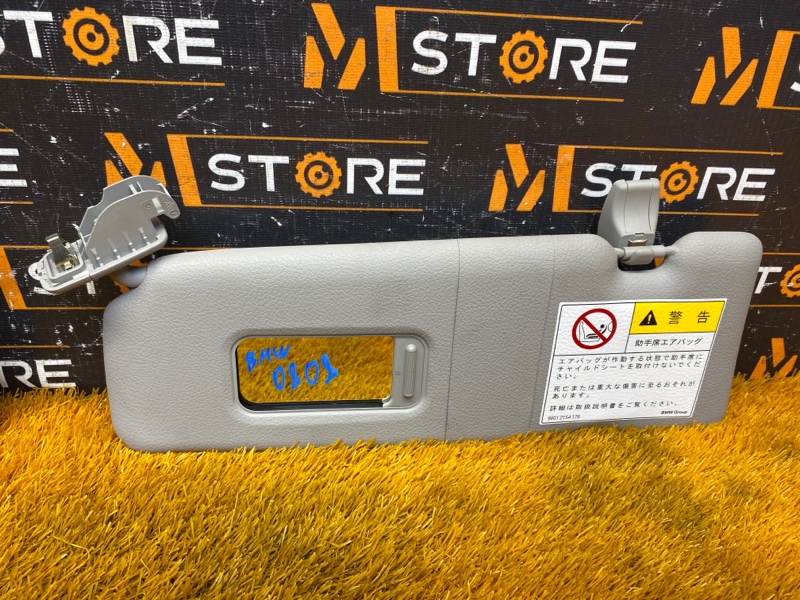 STORE
M STORE
M STORE
M STORE
BMW
0101
警告
助手席エアバッグ
エアバッグが作動する状態で助手席に
チャイルドシートを取付けないでくだ
さい。
死亡または重大な傷害に至るおそれが
あります。
詳細は取扱説明書をご覧ください。
9801 2154 176
BMW Group